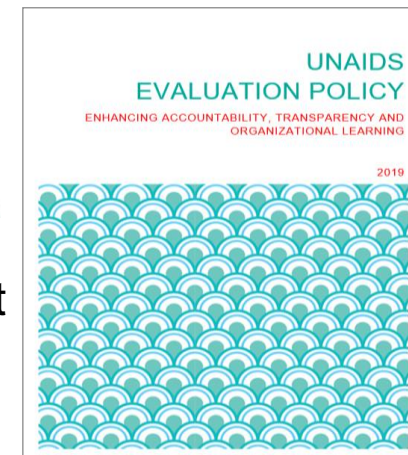 UNAIDS
EVALUATION POLICY
ENHANCING ACCOUNTABILITY, TRANSPARENCY AND
ORGANIZATIONAL LEARNING
2019
t